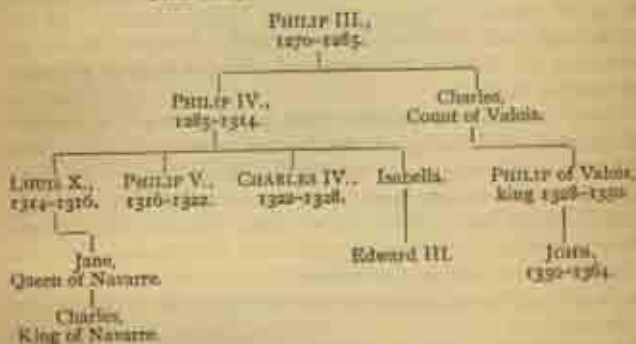 PHILIP III.,
1270–1285.
PHILIP IV.,
1285–1314.
Charles,
Count of Valois.
LOUIS X.,
1314–1316.
PHILIP V.,
1316–1322.
CHARLES IV.,
1322–1328.
Isabella.
PHILIP of Valois,
king 1328–1350.
Jane,
Queen of Navarre.
Edward III.
JOHN,
1350–1364.
Charles,
King of Navarre.